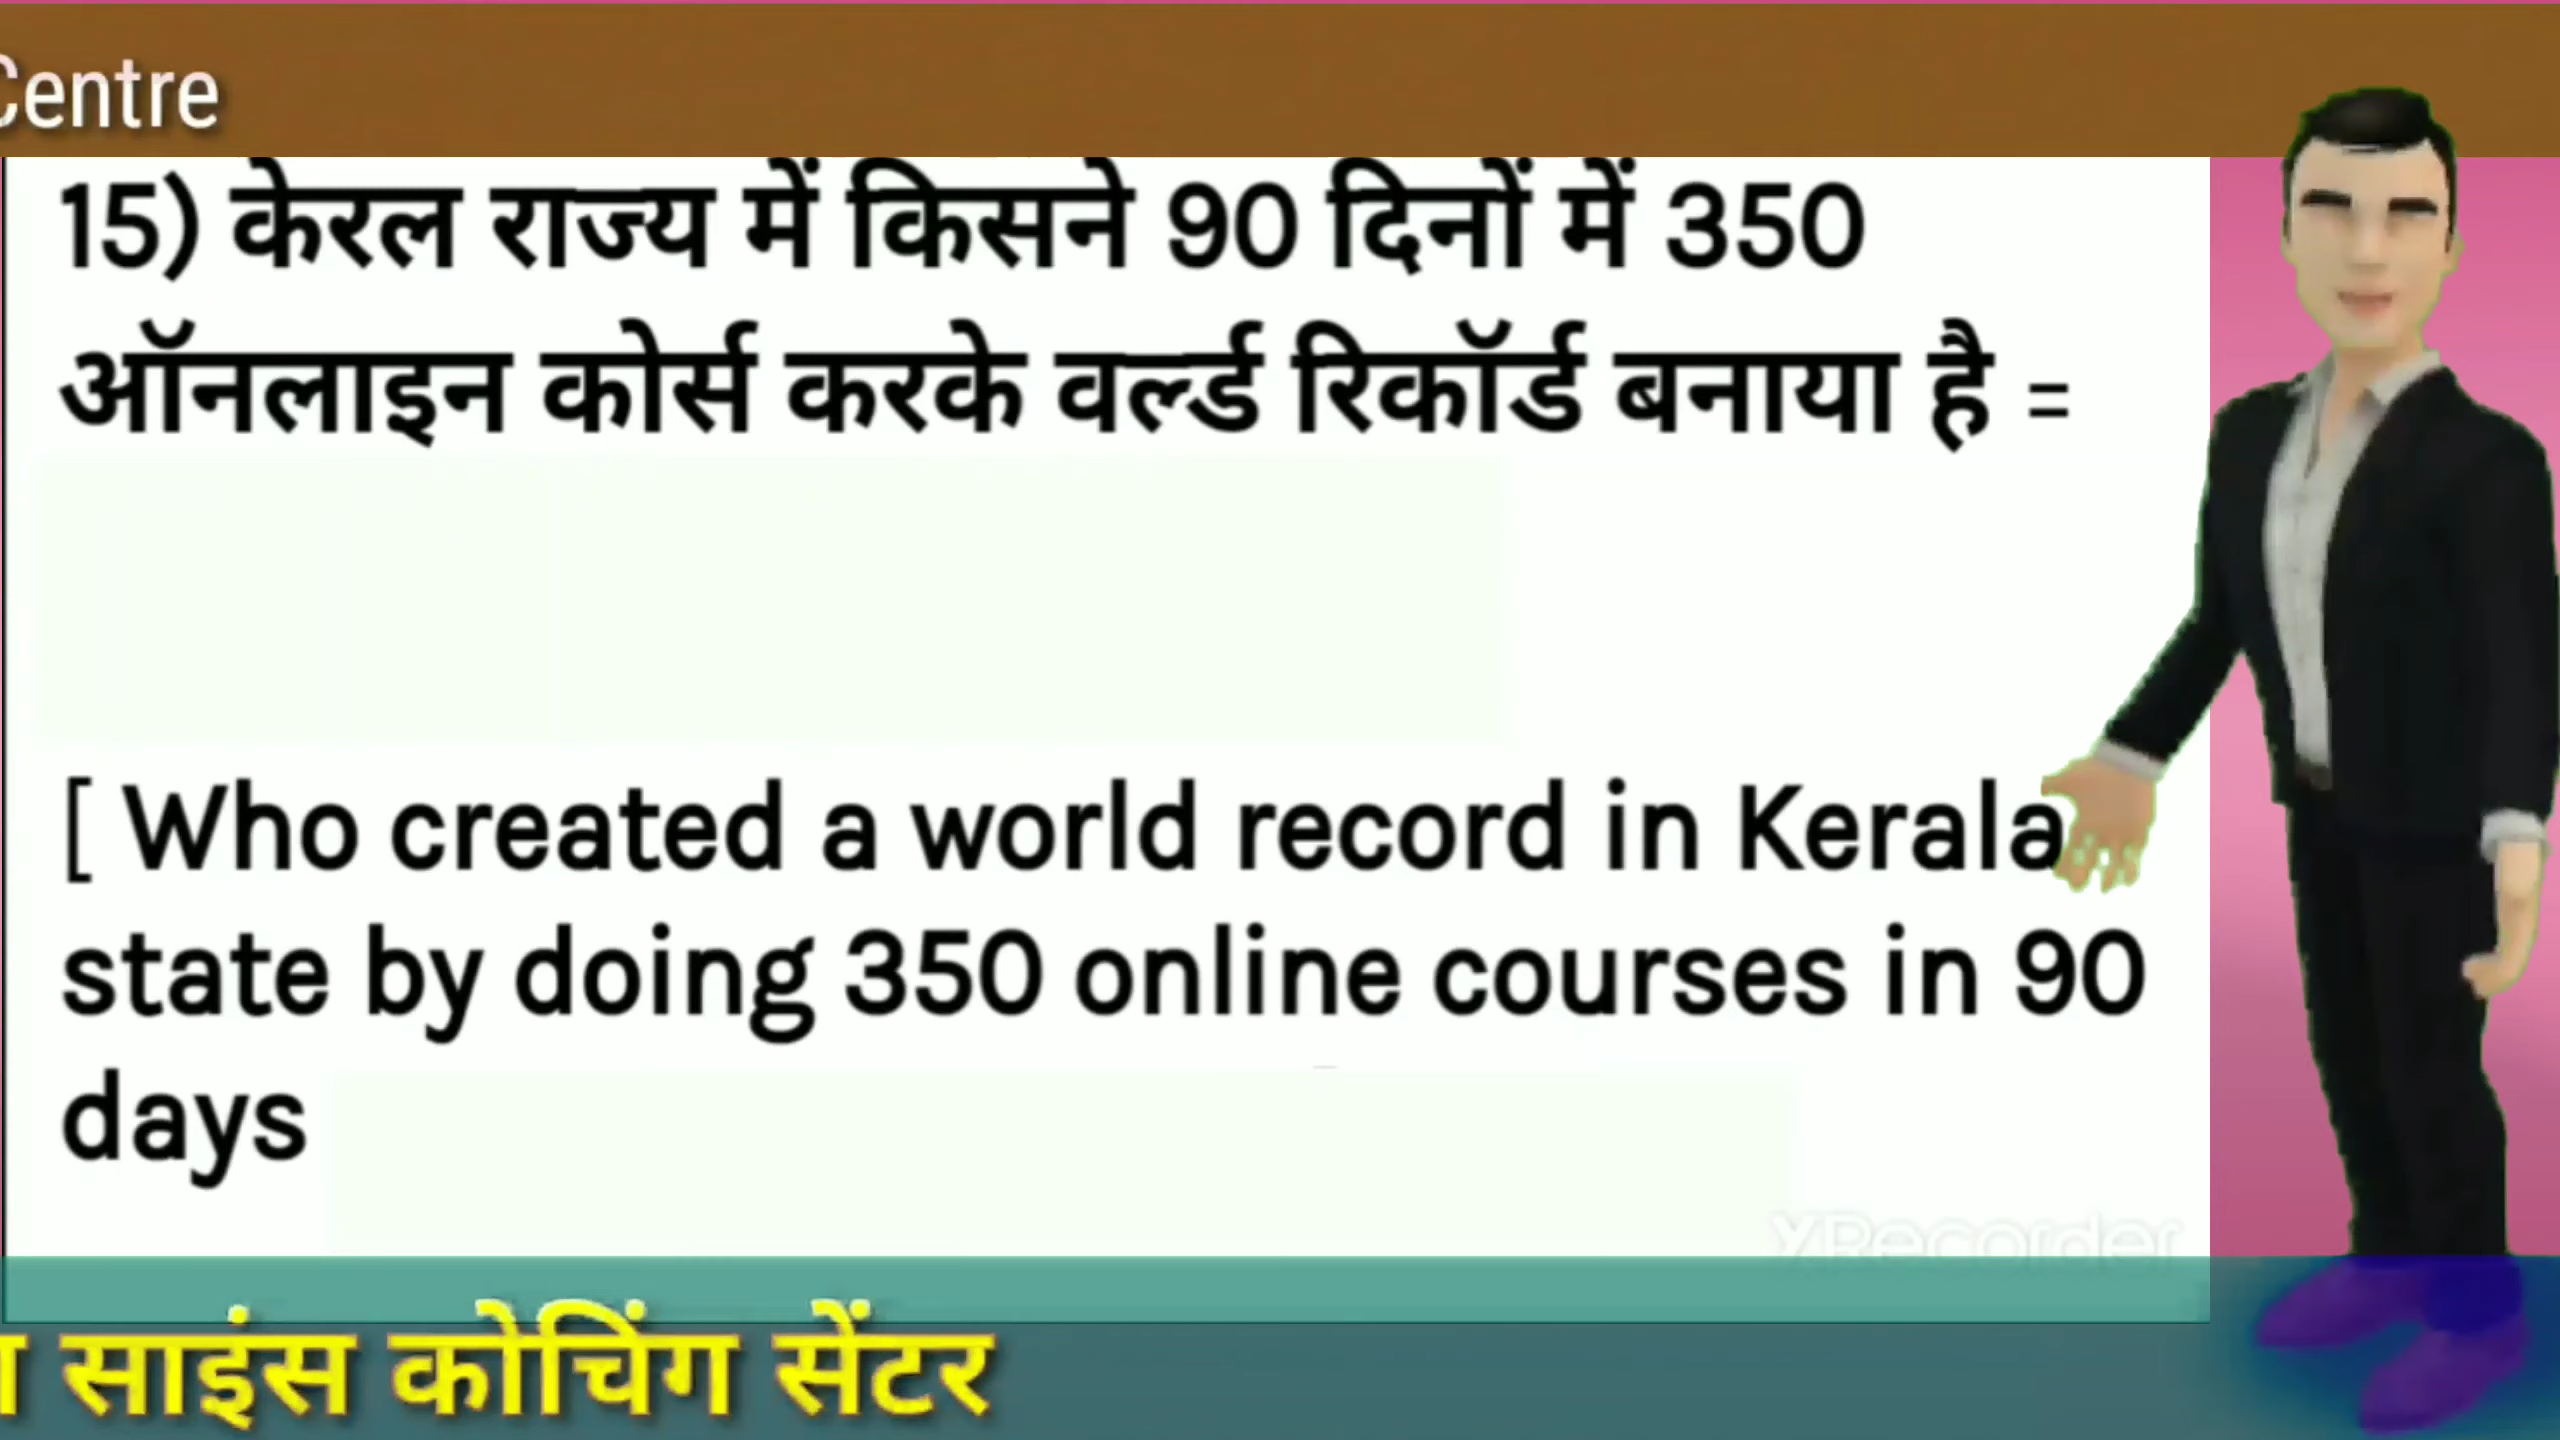 Centre
15) केरल राज्य में किसने 90 दिनों में 350
ऑनलाइन कोर्स करके वर्ल्ड रिकॉर्ड बनाया है =
[ Who created a world record in Kerala
state by doing 350 online courses in 90
days
XRecorder
साइंस कोचिंग सेंटर